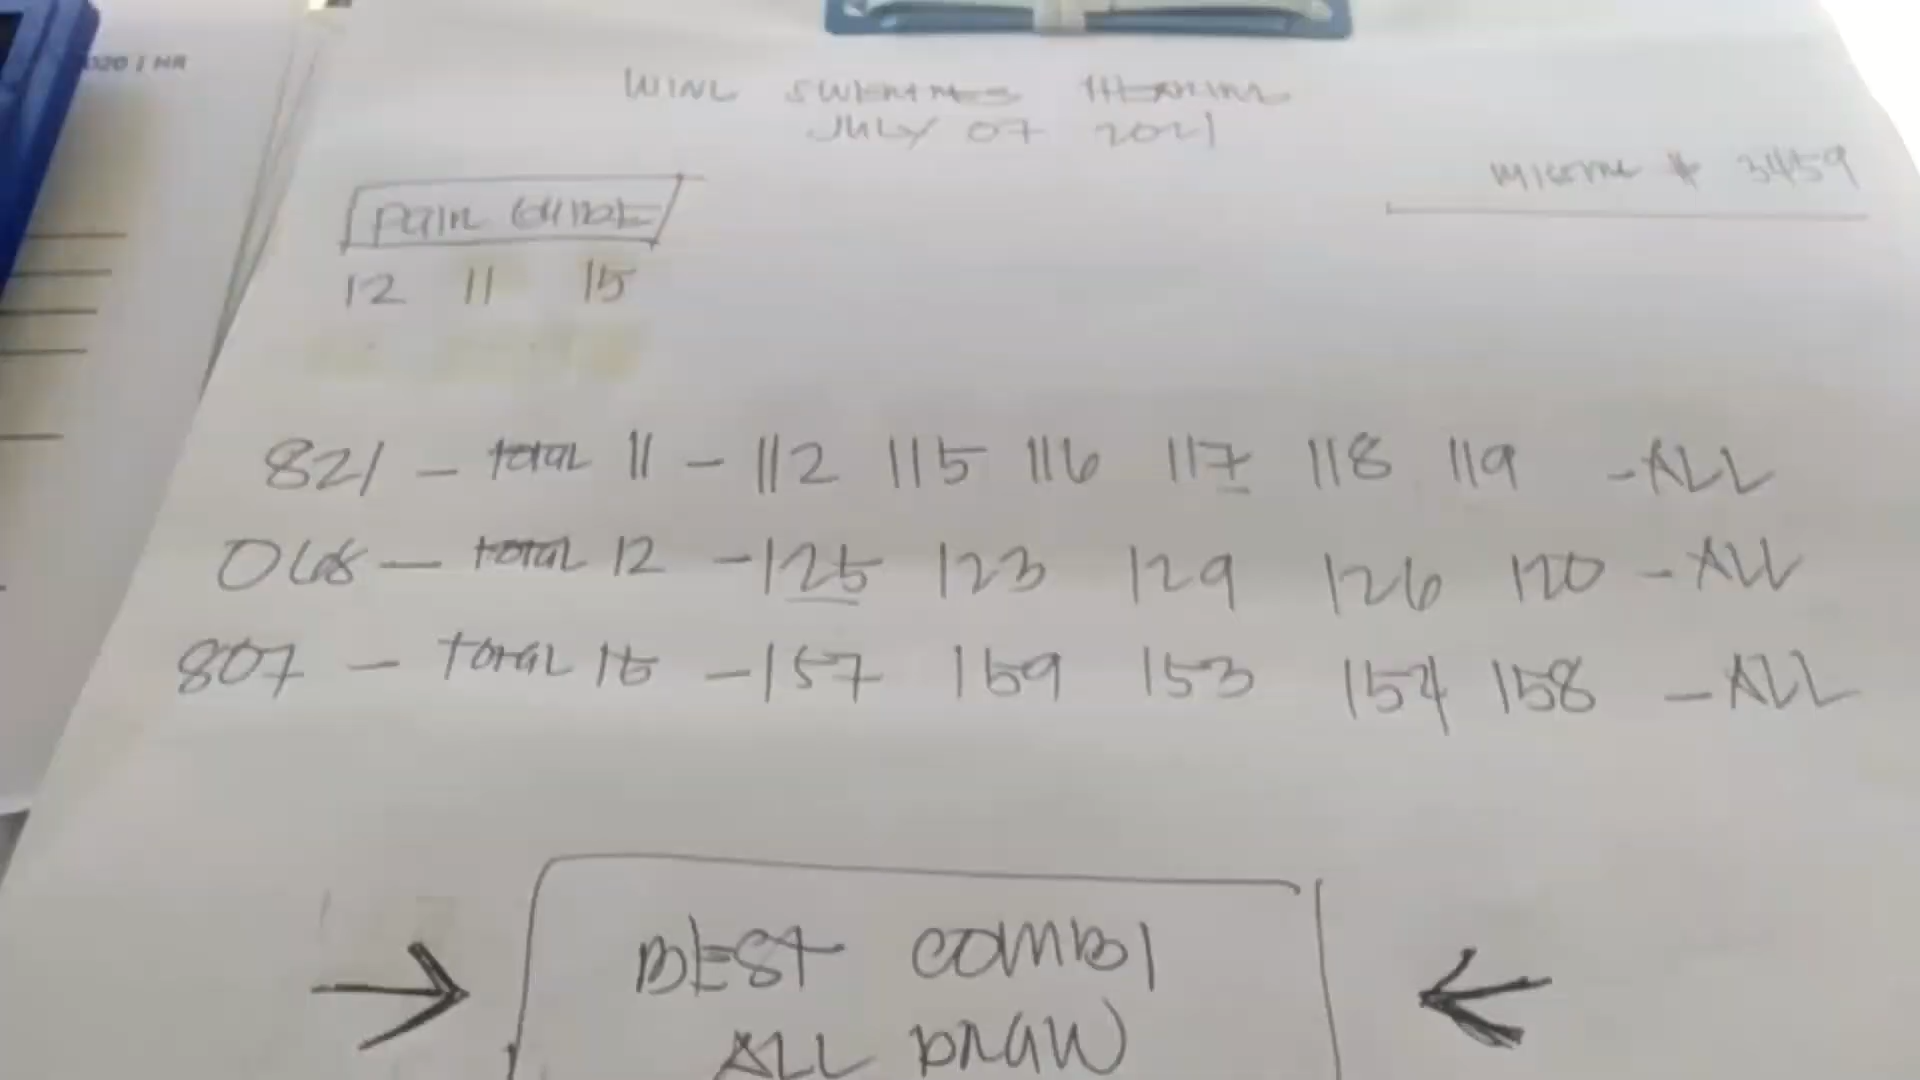 2020 / HR
WINL SWERTRES HEARING
JULY 07 2021
# 3459
PAIR GUIDE
12 11 15
821 - total 11 - 112 115 116 117 118 119 - ALL
068 - total 12 - 125 123 129 126 120 - ALL
807 - total 15 - 157 159 153 154 158 - ALL
BEST COMBI
ALL DRAW